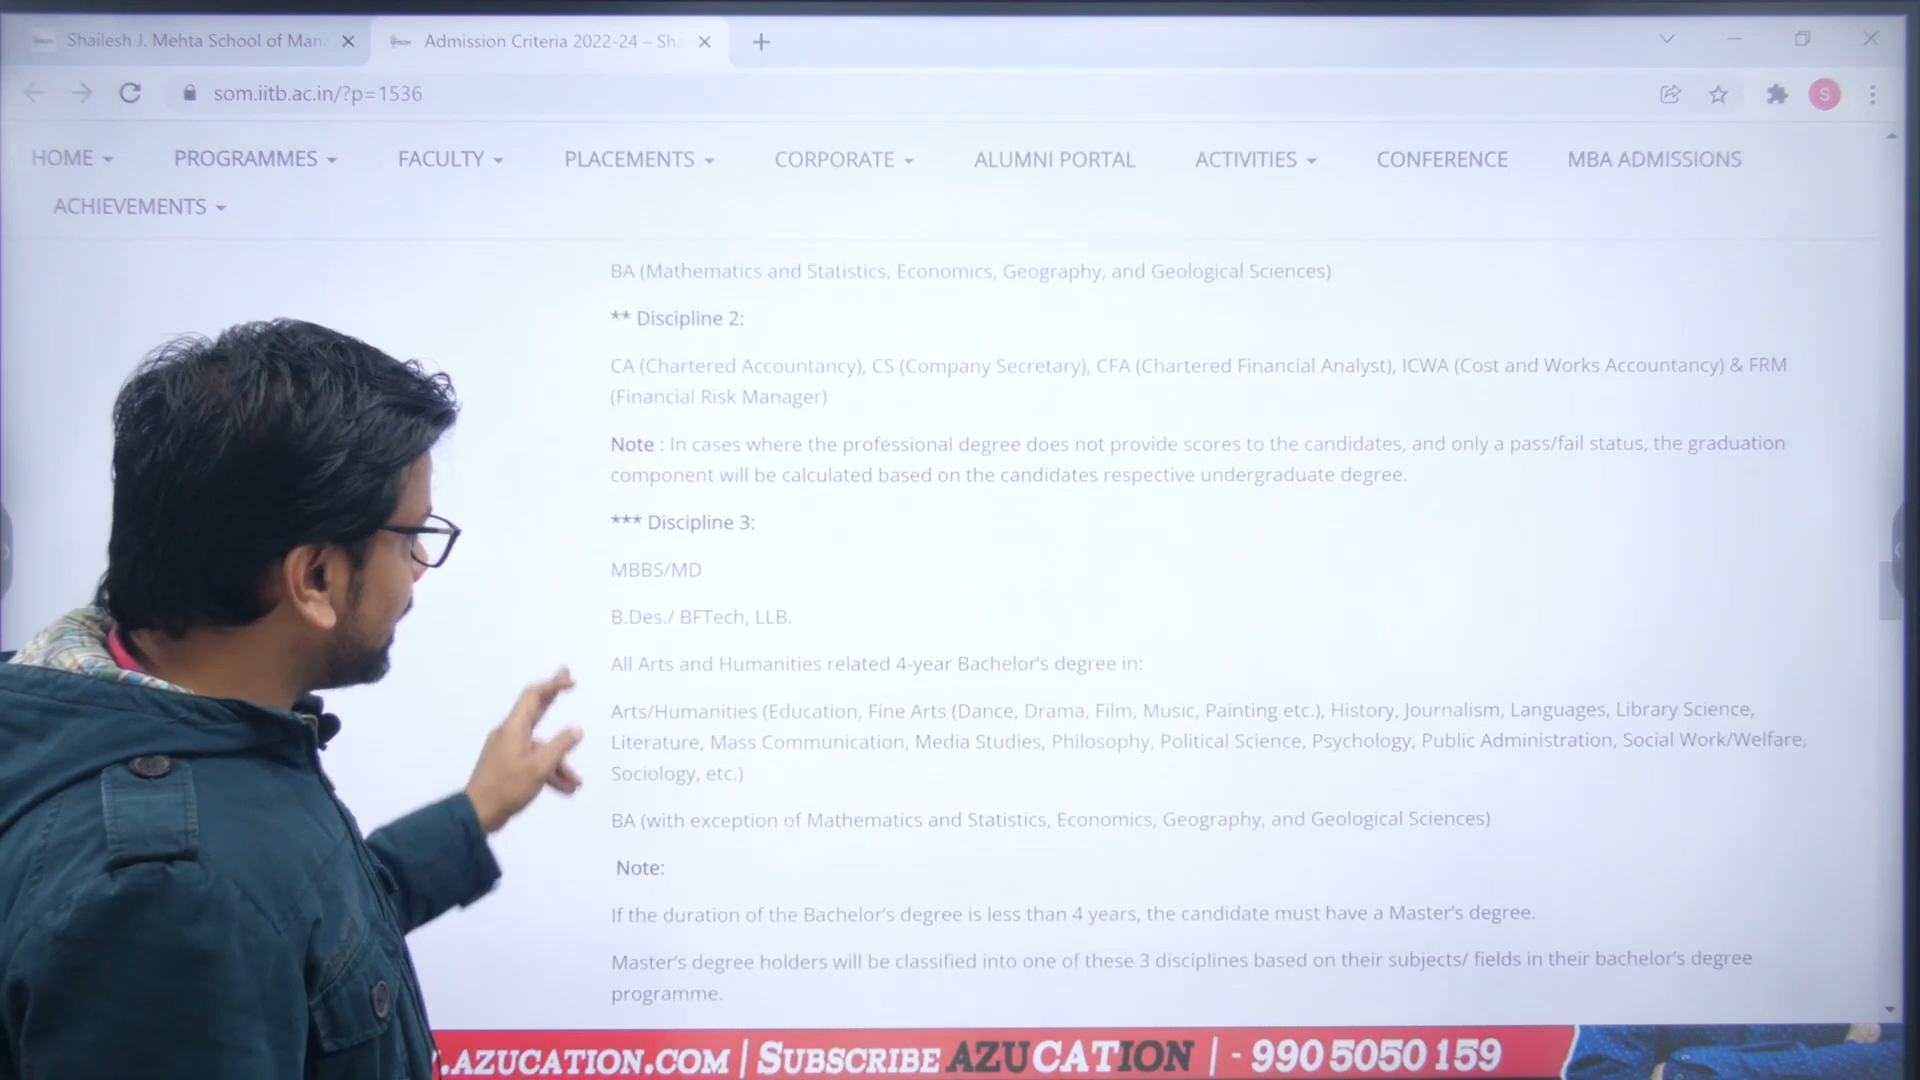 Shailesh J. Mehta School of Man
Admission Criteria 2022-24 – Sha
som.iitb.ac.in/?p=1536
S
HOME
PROGRAMMES
FACULTY
PLACEMENTS
CORPORATE
ALUMNI PORTAL
ACTIVITIES
CONFERENCE
MBA ADMISSIONS
ACHIEVEMENTS
BA (Mathematics and Statistics, Economics, Geography, and Geological Sciences)
** Discipline 2:
CA (Chartered Accountancy), CS (Company Secretary), CFA (Chartered Financial Analyst), ICWA (Cost and Works Accountancy) & FRM
(Financial Risk Manager)
Note : In cases where the professional degree does not provide scores to the candidates, and only a pass/fail status, the graduation
component will be calculated based on the candidates respective undergraduate degree.
*** Discipline 3:
MBBS/MD
B.Des./ BFTech, LLB.
All Arts and Humanities related 4-year Bachelor's degree in:
Arts/Humanities (Education, Fine Arts (Dance, Drama, Film, Music, Painting etc.), History, Journalism, Languages, Library Science,
Literature, Mass Communication, Media Studies, Philosophy, Political Science, Psychology, Public Administration, Social Work/Welfare,
Sociology, etc.)
BA (with exception of Mathematics and Statistics, Economics, Geography, and Geological Sciences)
Note:
If the duration of the Bachelor's degree is less than 4 years, the candidate must have a Master's degree.
Master's degree holders will be classified into one of these 3 disciplines based on their subjects/ fields in their bachelor's degree
programme.
.AZUCATION.COM | SUBSCRIBE AZUCATION | - 990 5050 159